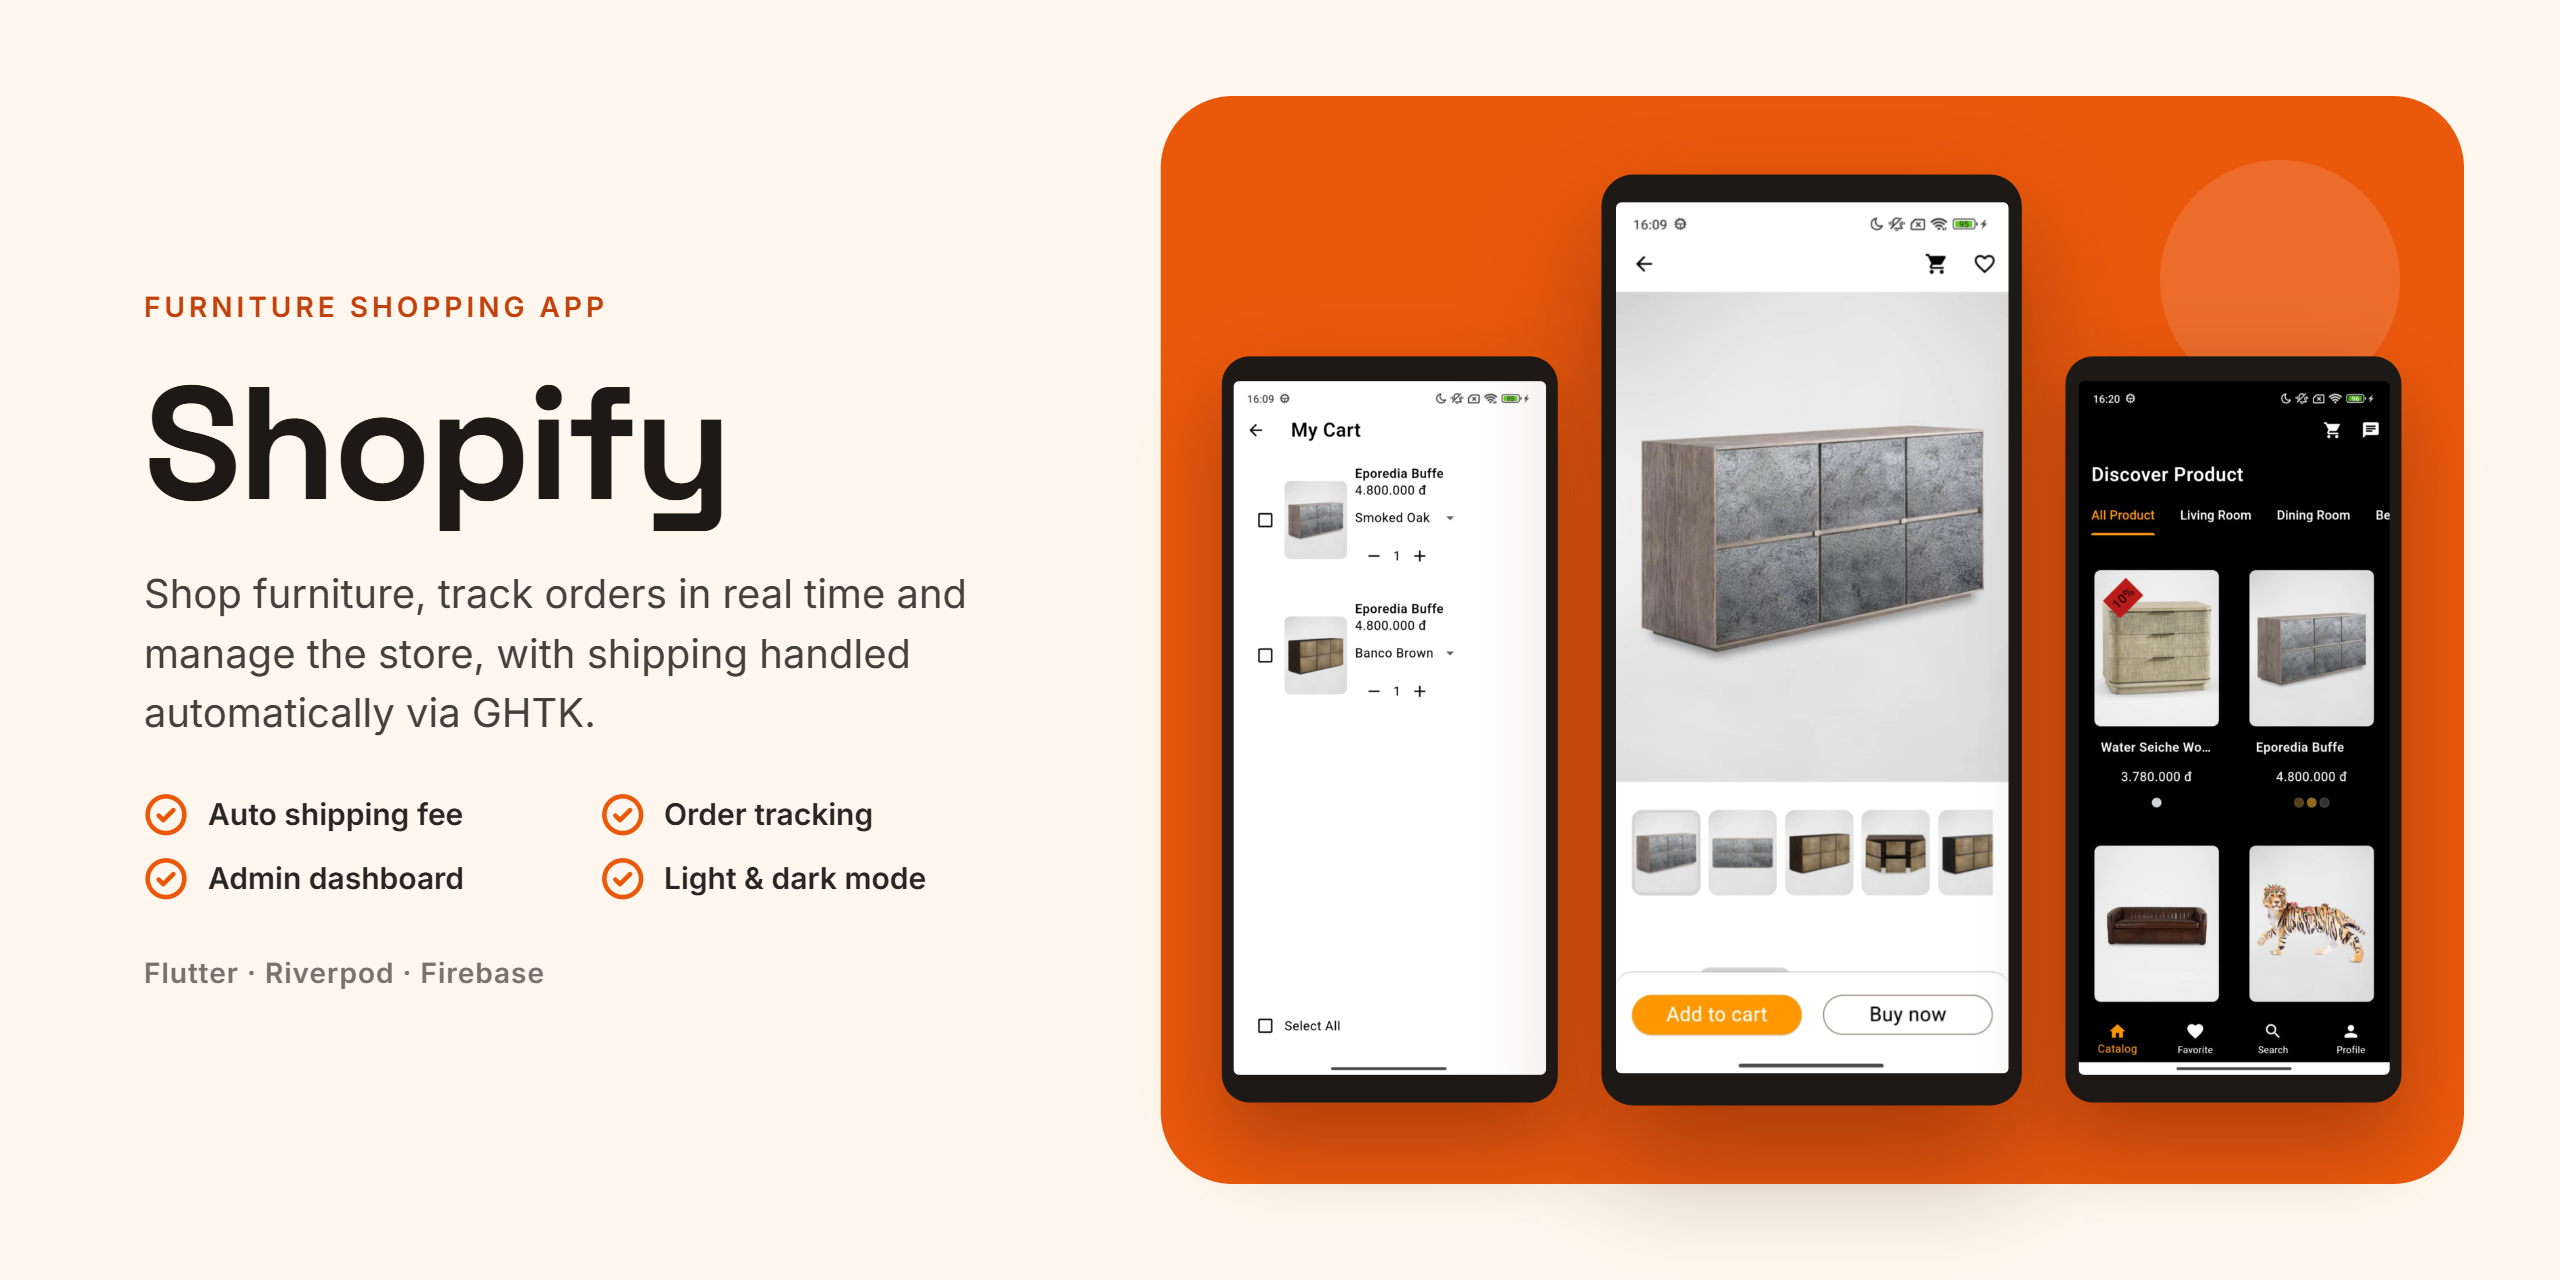 FURNITURE SHOPPING APP
Shopify
Shop furniture, track orders in real time and
manage the store, with shipping handled
automatically via GHTK.
Auto shipping fee
Order tracking
Admin dashboard
Light & dark mode
Flutter · Riverpod · Firebase
16:09
95
My Cart
Eporedia Buffe
4.800.000 đ
Smoked Oak
1
Eporedia Buffe
4.800.000 đ
Banco Brown
1
Select All
16:09
95
Add to cart
Buy now
16:20
96
Discover Product
All Product
Living Room
Dining Room
Be
10%
Water Seiche Wo...
3.780.000 đ
Eporedia Buffe
4.800.000 đ
Catalog
Favorite
Search
Profile